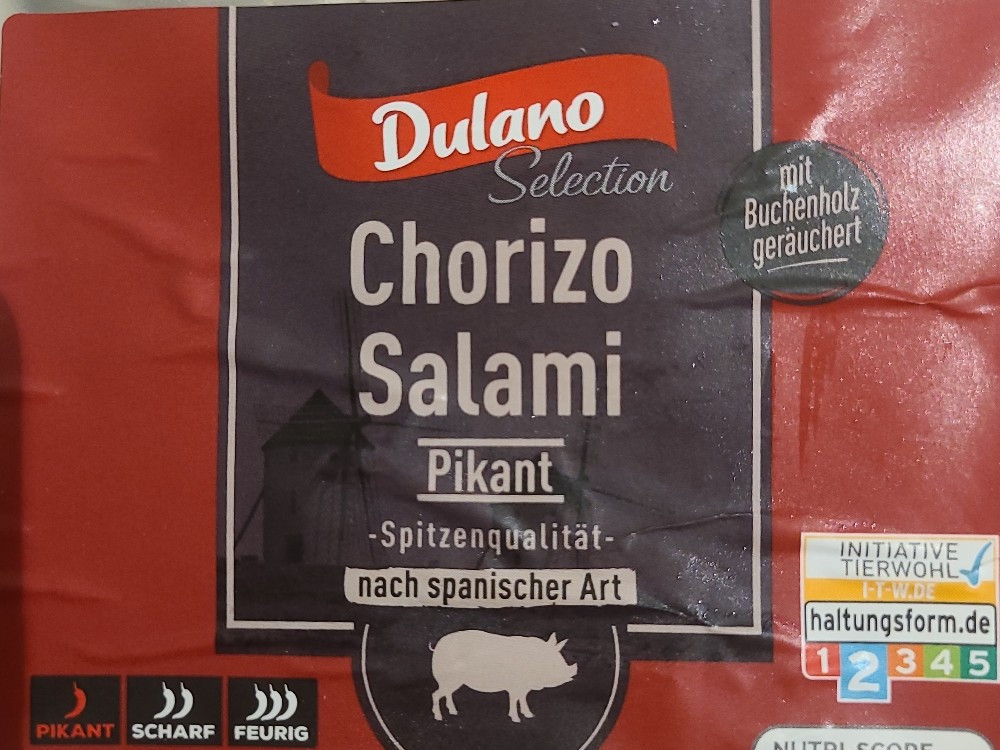 Dulano
Selection
mit
Buchenholz
geräuchert
Chorizo
Salami
Pikant
-Spitzenqualität-
nach spanischer Art
INITIATIVE
TIERWOHL
I-T-W.DE
haltungsform.de
1 2 3 4 5
PIKANT SCHARF FEURIG
NUTRI-SCORE